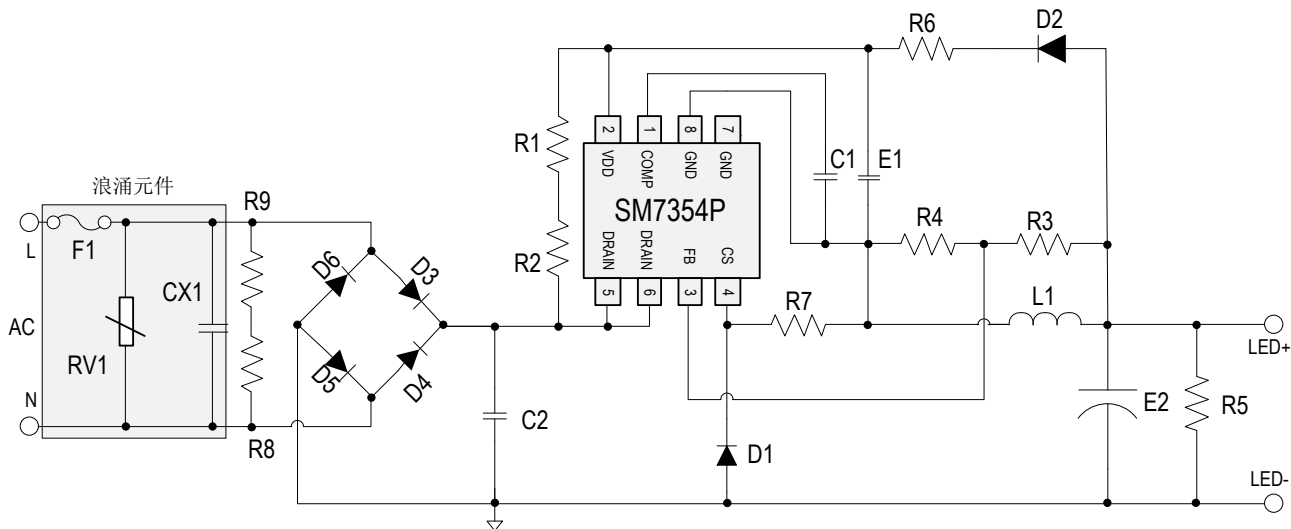 R6
D2
2
1
8
7
VDD
COMP
GND
GND
R1
C1
E1
SM7354P
浪涌元件
R9
R4
R3
L
F1
R2
DRAIN
DRAIN
FB
CS
5
6
3
4
D6
D3
CX1
R7
L1
AC
RV1
LED+
D5
D4
N
C2
E2
R5
R8
D1
LED-